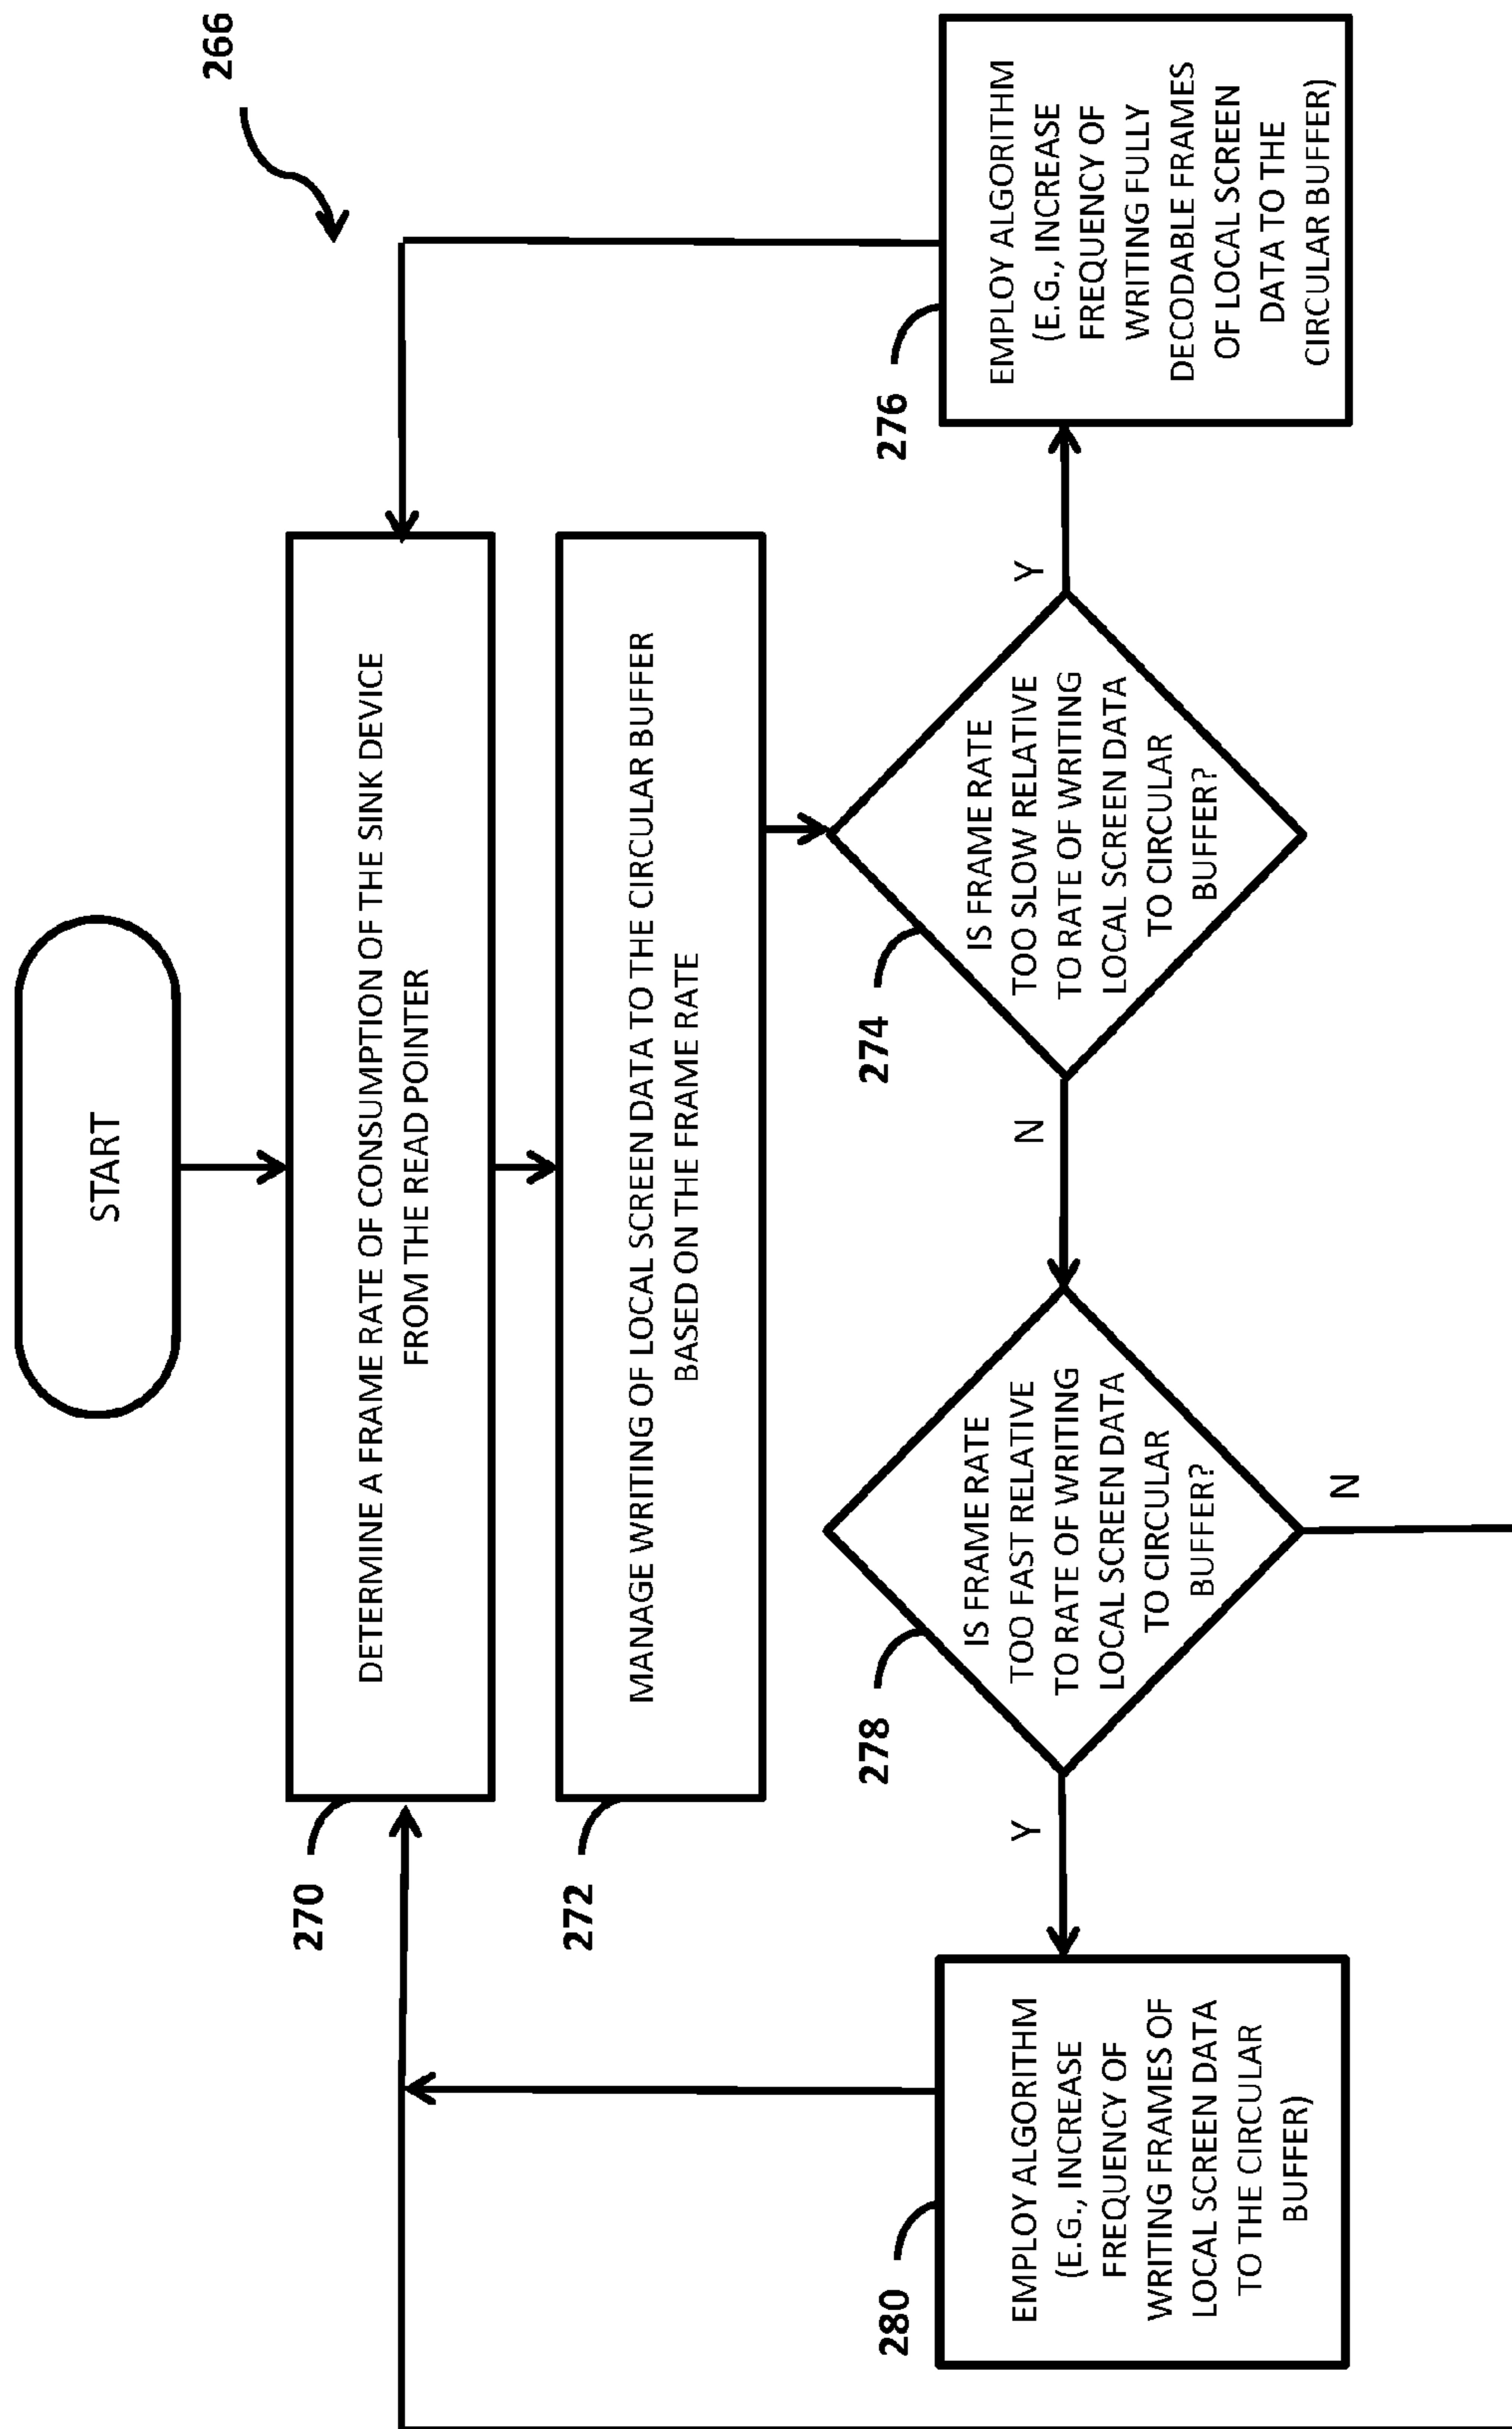 START
266
DETERMINE A FRAME RATE OF CONSUMPTION OF THE SINK DEVICE
FROM THE READ POINTER
270
MANAGE WRITING OF LOCAL SCREEN DATA TO THE CIRCULAR BUFFER
BASED ON THE FRAME RATE
272
IS FRAME RATE
TOO SLOW RELATIVE
TO RATE OF WRITING
LOCAL SCREEN DATA
TO CIRCULAR
BUFFER?
274
Y
N
EMPLOY ALGORITHM
(E.G., INCREASE
FREQUENCY OF
WRITING FULLY
DECODABLE FRAMES
OF LOCAL SCREEN
DATA TO THE
CIRCULAR BUFFER)
276
IS FRAME RATE
TOO FAST RELATIVE
TO RATE OF WRITING
LOCAL SCREEN DATA
TO CIRCULAR
BUFFER?
278
Y
N
EMPLOY ALGORITHM
(E.G., INCREASE
FREQUENCY OF
WRITING FRAMES OF
LOCAL SCREEN DATA
TO THE CIRCULAR
BUFFER)
280